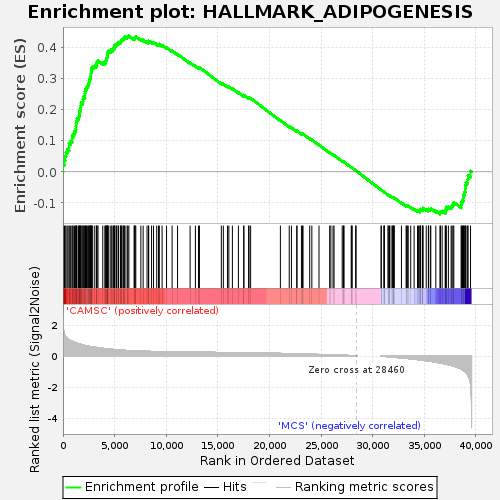 Enrichment plot: HALLMARK_ADIPOGENESIS
Enrichment score (ES)
0.4
0.3
0.2
0.1
0.0
-0.1
'CAMSC' (positively correlated)
Ranked list metric (Signal2Noise)
2
0
-2
-4
Zero cross at 28460
'MCS' (negatively correlated)
0 5,000 10,000 15,000 20,000 25,000 30,000 35,000 40,000
Rank in Ordered Dataset
Enrichment profile Hits Ranking metric scores